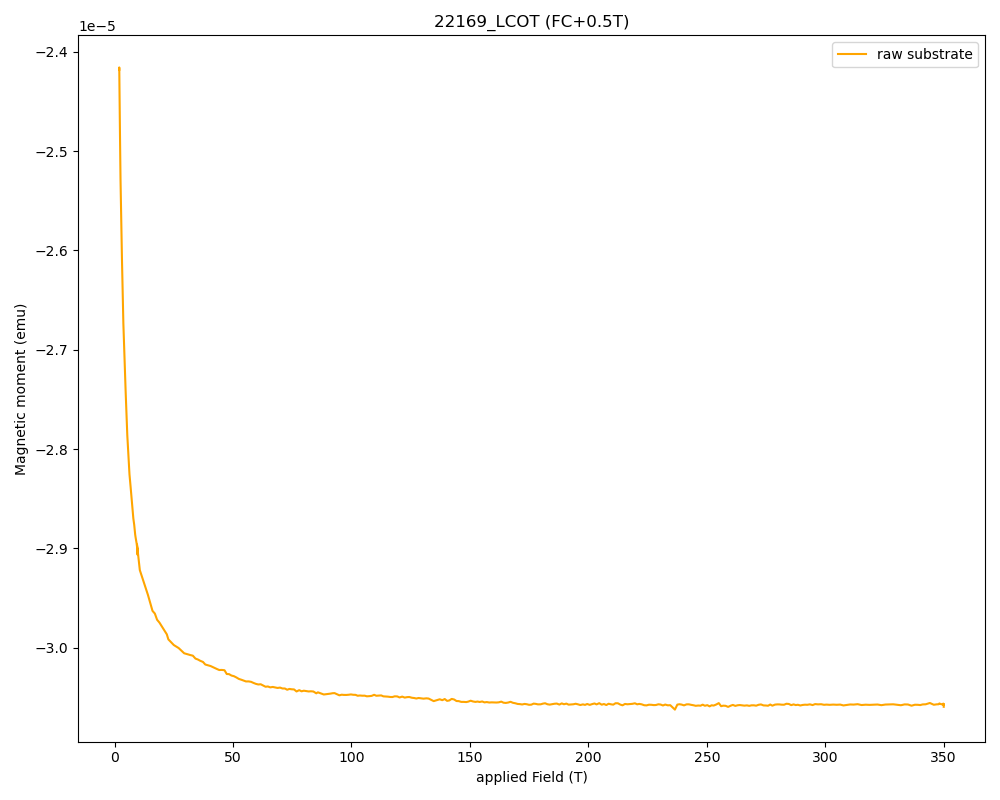 22169_LCOT (FC+0.5T)
1e−5
raw substrate
−2.4
−2.5
−2.6
−2.7
−2.8
−2.9
−3.0
Magnetic moment (emu)
0 50 100 150 200 250 300 350
applied Field (T)